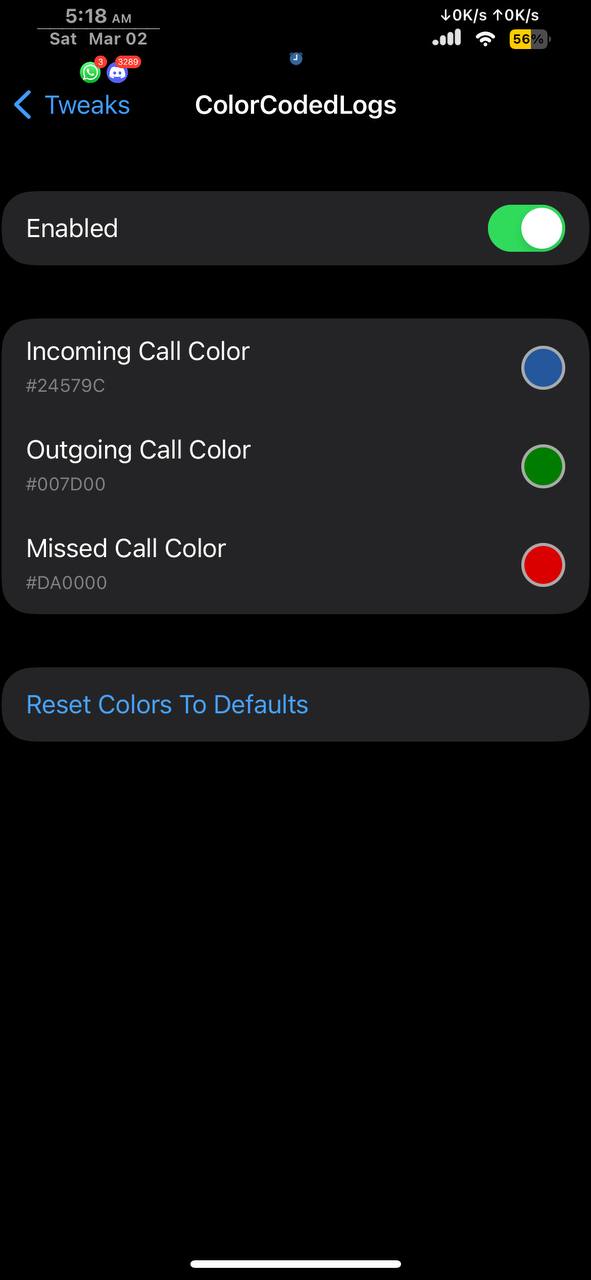 5:18 AM
↓0K/s ↑0K/s
Sat Mar 02
56%
3
3289
Tweaks
ColorCodedLogs
Enabled
Incoming Call Color
#24579C
Outgoing Call Color
#007D00
Missed Call Color
#DA0000
Reset Colors To Defaults